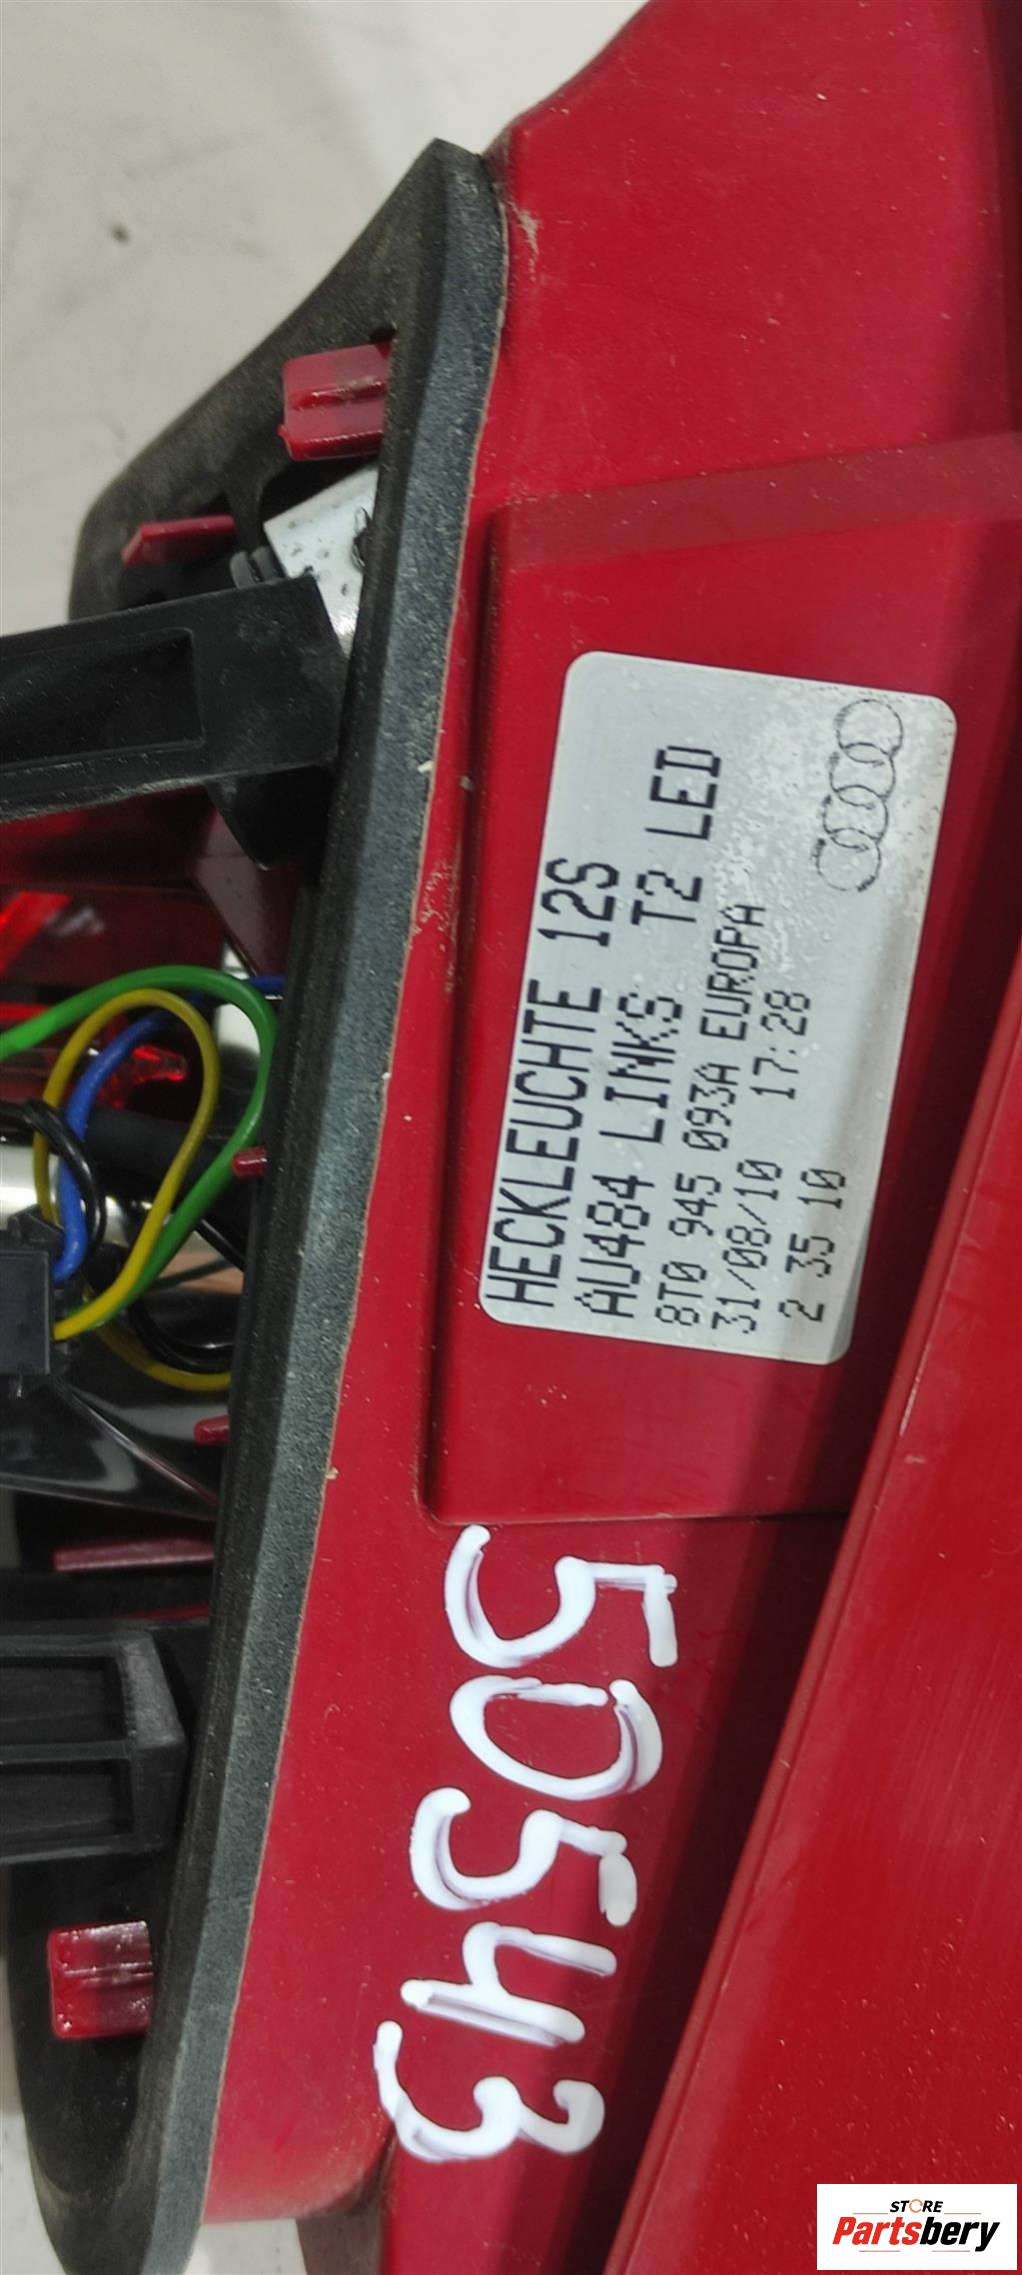 HECKLEUCHTE 12S
AU484 LINKS T2 LED
8T0 945 093A EUROPA
31/08/10 17:28
2 35 10
50543
STORE
Partsbery